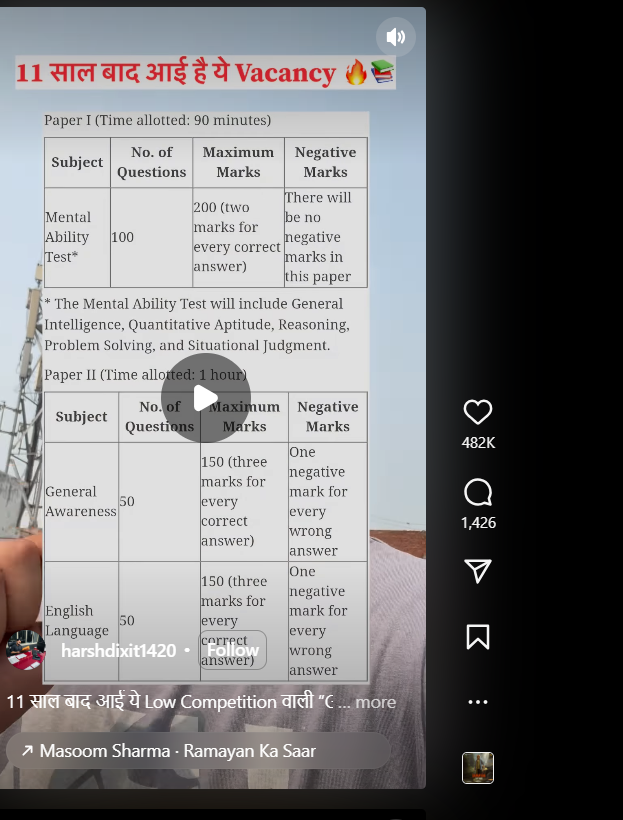 11 साल बाद आई है ये Vacancy 🔥📚
Paper I (Time allotted: 90 minutes)
Subject
No. of
Questions
Maximum
Marks
Negative
Marks
Mental
Ability
Test*
100
200 (two
marks for
every correct
answer)
There will
be no
negative
marks in
this paper
* The Mental Ability Test will include General
Intelligence, Quantitative Aptitude, Reasoning,
Problem Solving, and Situational Judgment.
Paper II (Time allotted: 1 hour)
Subject
No. of
Questions
Maximum
Marks
Negative
Marks
General
Awareness
50
150 (three
marks for
every
correct
answer)
One
negative
mark for
every
wrong
answer
English
Language
50
150 (three
marks for
every
correct
answer)
One
negative
mark for
every
wrong
answer
harshdixit1420 • Follow
11 साल बाद आई ये Low Competition वाली “C ... more
↗ Masoom Sharma · Ramayan Ka Saar
482K
1,426